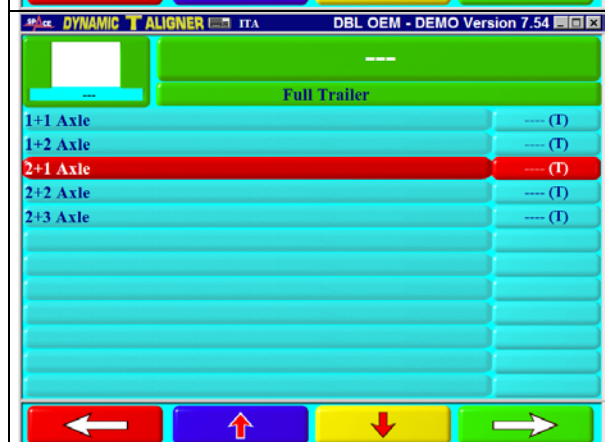 SPACE DYNAMIC T ALIGNER ITA DBL OEM - DEMO Version 7.54
---
---
Full Trailer
1+1 Axle ---- (T)
1+2 Axle ---- (T)
2+1 Axle ---- (T)
2+2 Axle ---- (T)
2+3 Axle ---- (T)